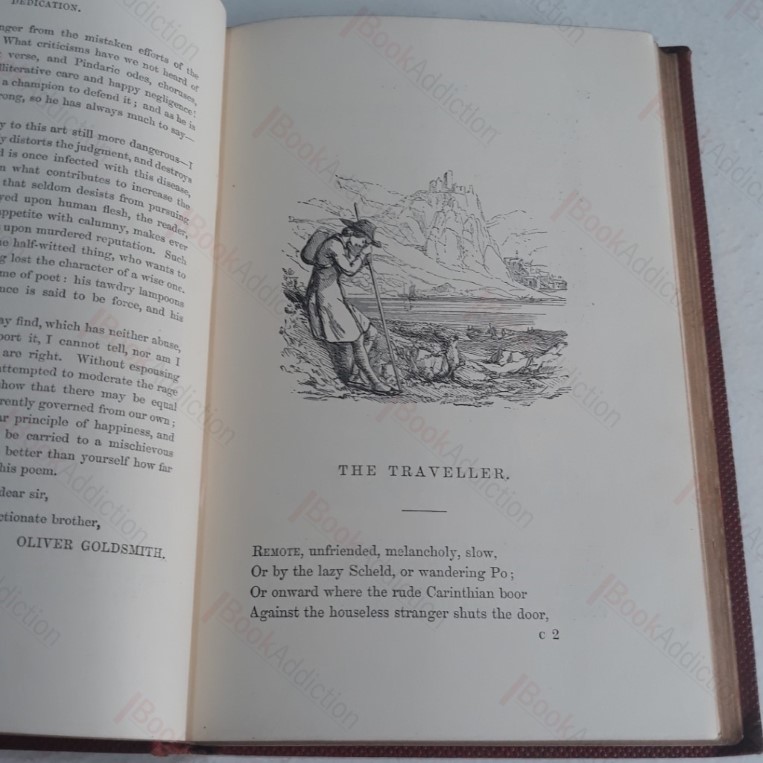 DEDICATION.
nger from the mistaken efforts of the
What criticisms have we not heard of
verse, and Pindaric odes, choruses,
lliterative care and happy negligence!
a champion to defend it; and as he is
rong, so he has always much to say—
y to this art still more dangerous—I
y distorts the judgment, and destroys
d is once infected with this disease,
n what contributes to increase the
that seldom desists from pursuing
yed upon human flesh, the reader,
appetite with calumny, makes ever
upon murdered reputation. Such
e half-witted thing, who wants to
g lost the character of a wise one.
me of poet: his tawdry lampoons
nce is said to be force, and his
ay find, which has neither abuse,
port it, I cannot tell, nor am I
are right. Without espousing
attempted to moderate the rage
show that there may be equal
erently governed from our own;
ar principle of happiness, and
be carried to a mischievous
better than yourself how far
his poem.
dear sir,
ctionate brother,
OLIVER GOLDSMITH.
THE TRAVELLER.
REMOTE, unfriended, melancholy, slow,
Or by the lazy Scheld, or wandering Po;
Or onward where the rude Carinthian boor
Against the houseless stranger shuts the door,
c 2
BookAddiction